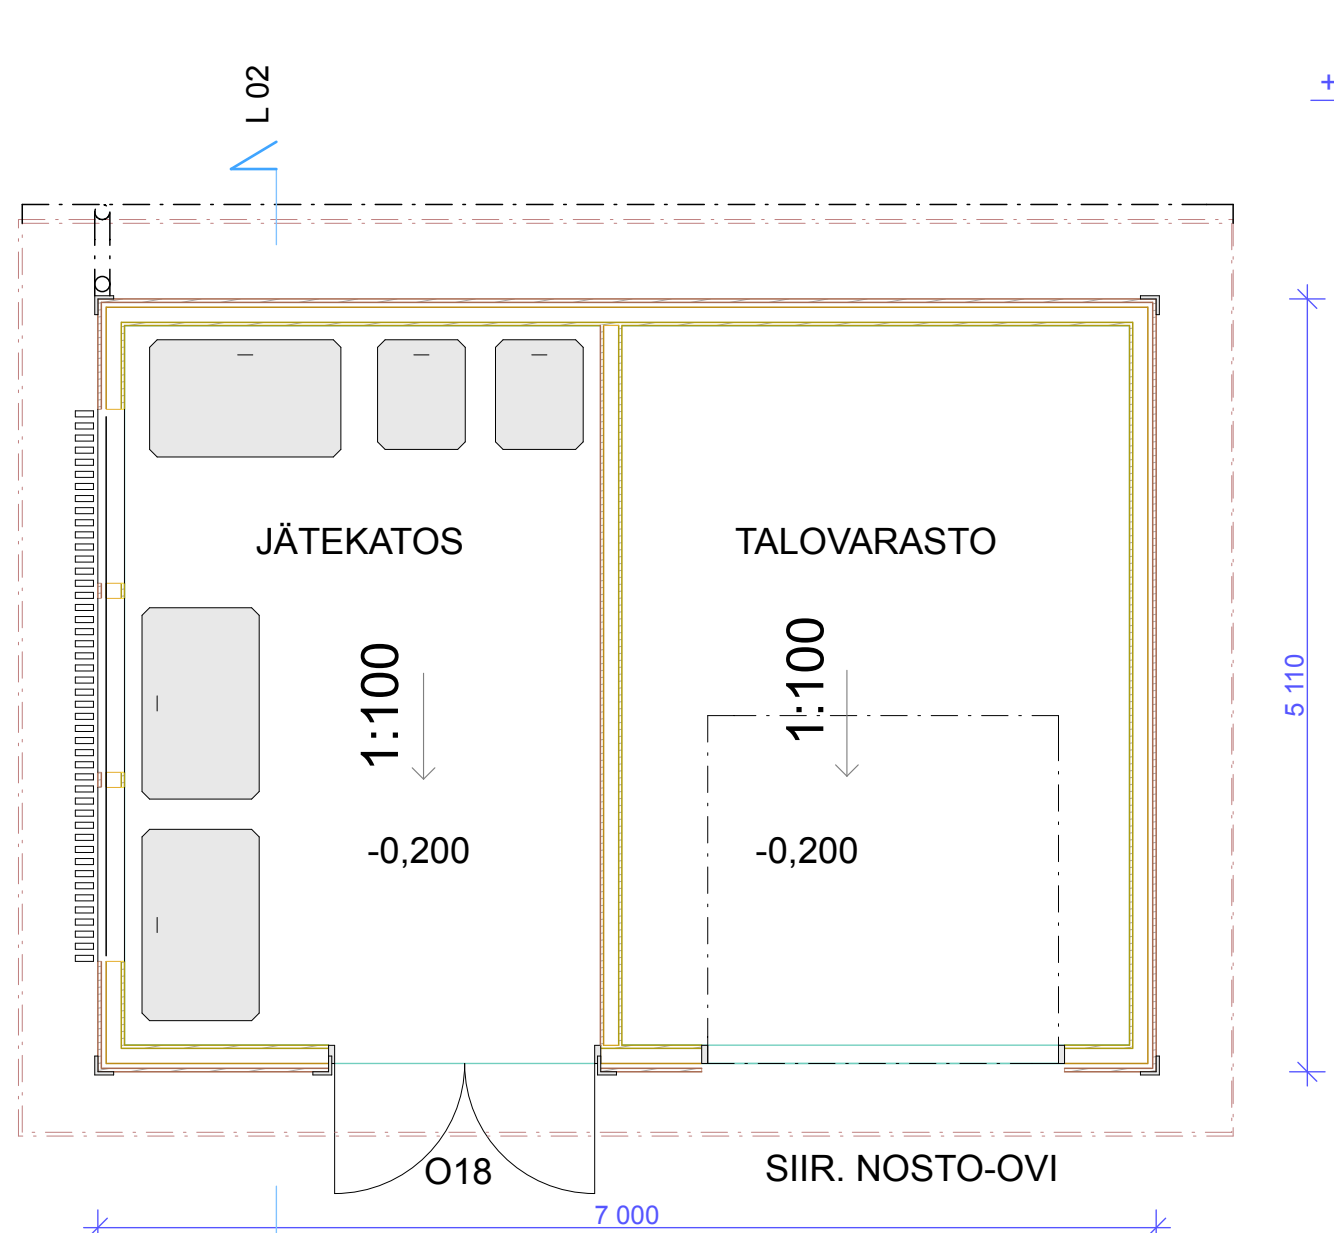 L 02
+
JÄTEKATOS
TALOVARASTO
1:100
1:100
5 110
-0,200
-0,200
O18
SIIR. NOSTO-OVI
7 000